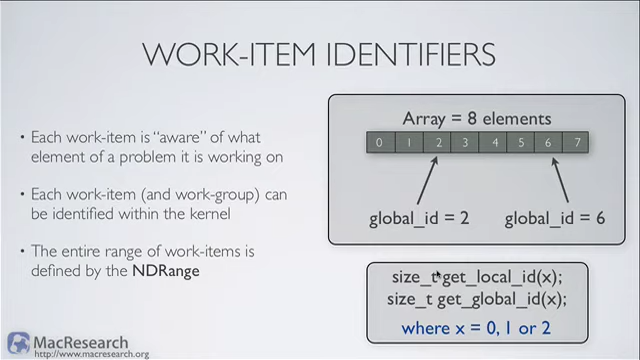 WORK-ITEM IDENTIFIERS
• Each work-item is "aware" of what
element of a problem it is working on
• Each work-item (and work-group) can
be identified within the kernel
• The entire range of work-items is
defined by the NDRange
Array = 8 elements
0 1 2 3 4 5 6 7
global_id = 2 global_id = 6
size_t get_local_id(x);
size_t get_global_id(x);
where x = 0, 1 or 2
MacResearch
http://www.macresearch.org